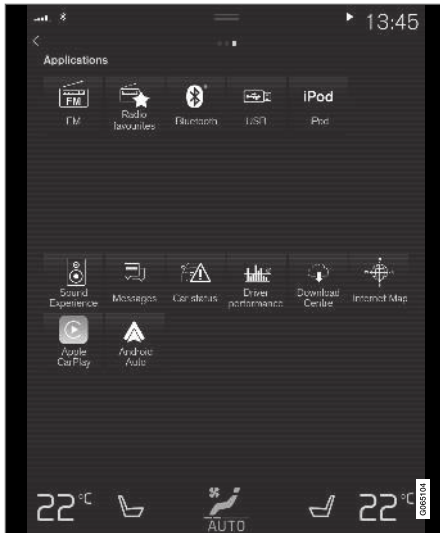 13:45
Applications
FM
FM
Radio
favourites
Bluetooth
USB
iPod
iPod
Sound
Experience
Messages
Car status
Driver
performance
Download
Centre
Internet Map
Apple
CarPlay
Android
Auto
22°C
AUTO
22°C
G065104